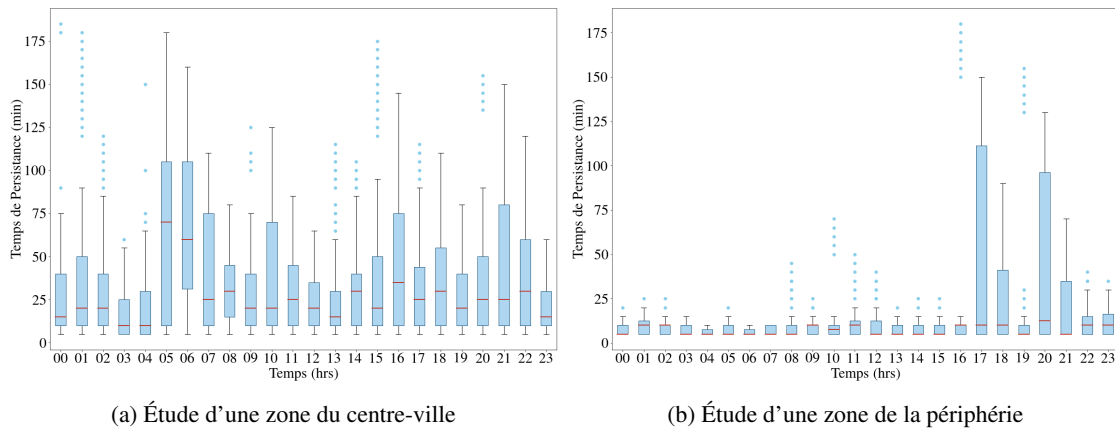 Temps de Persistance (min)
175
150
125
100
75
50
25
0
00 01 02 03 04 05 06 07 08 09 10 11 12 13 14 15 16 17 18 19 20 21 22 23
Temps (hrs)
(a) Étude d'une zone du centre-ville
Temps de Persistance (min)
175
150
125
100
75
50
25
0
00 01 02 03 04 05 06 07 08 09 10 11 12 13 14 15 16 17 18 19 20 21 22 23
Temps (hrs)
(b) Étude d'une zone de la périphérie